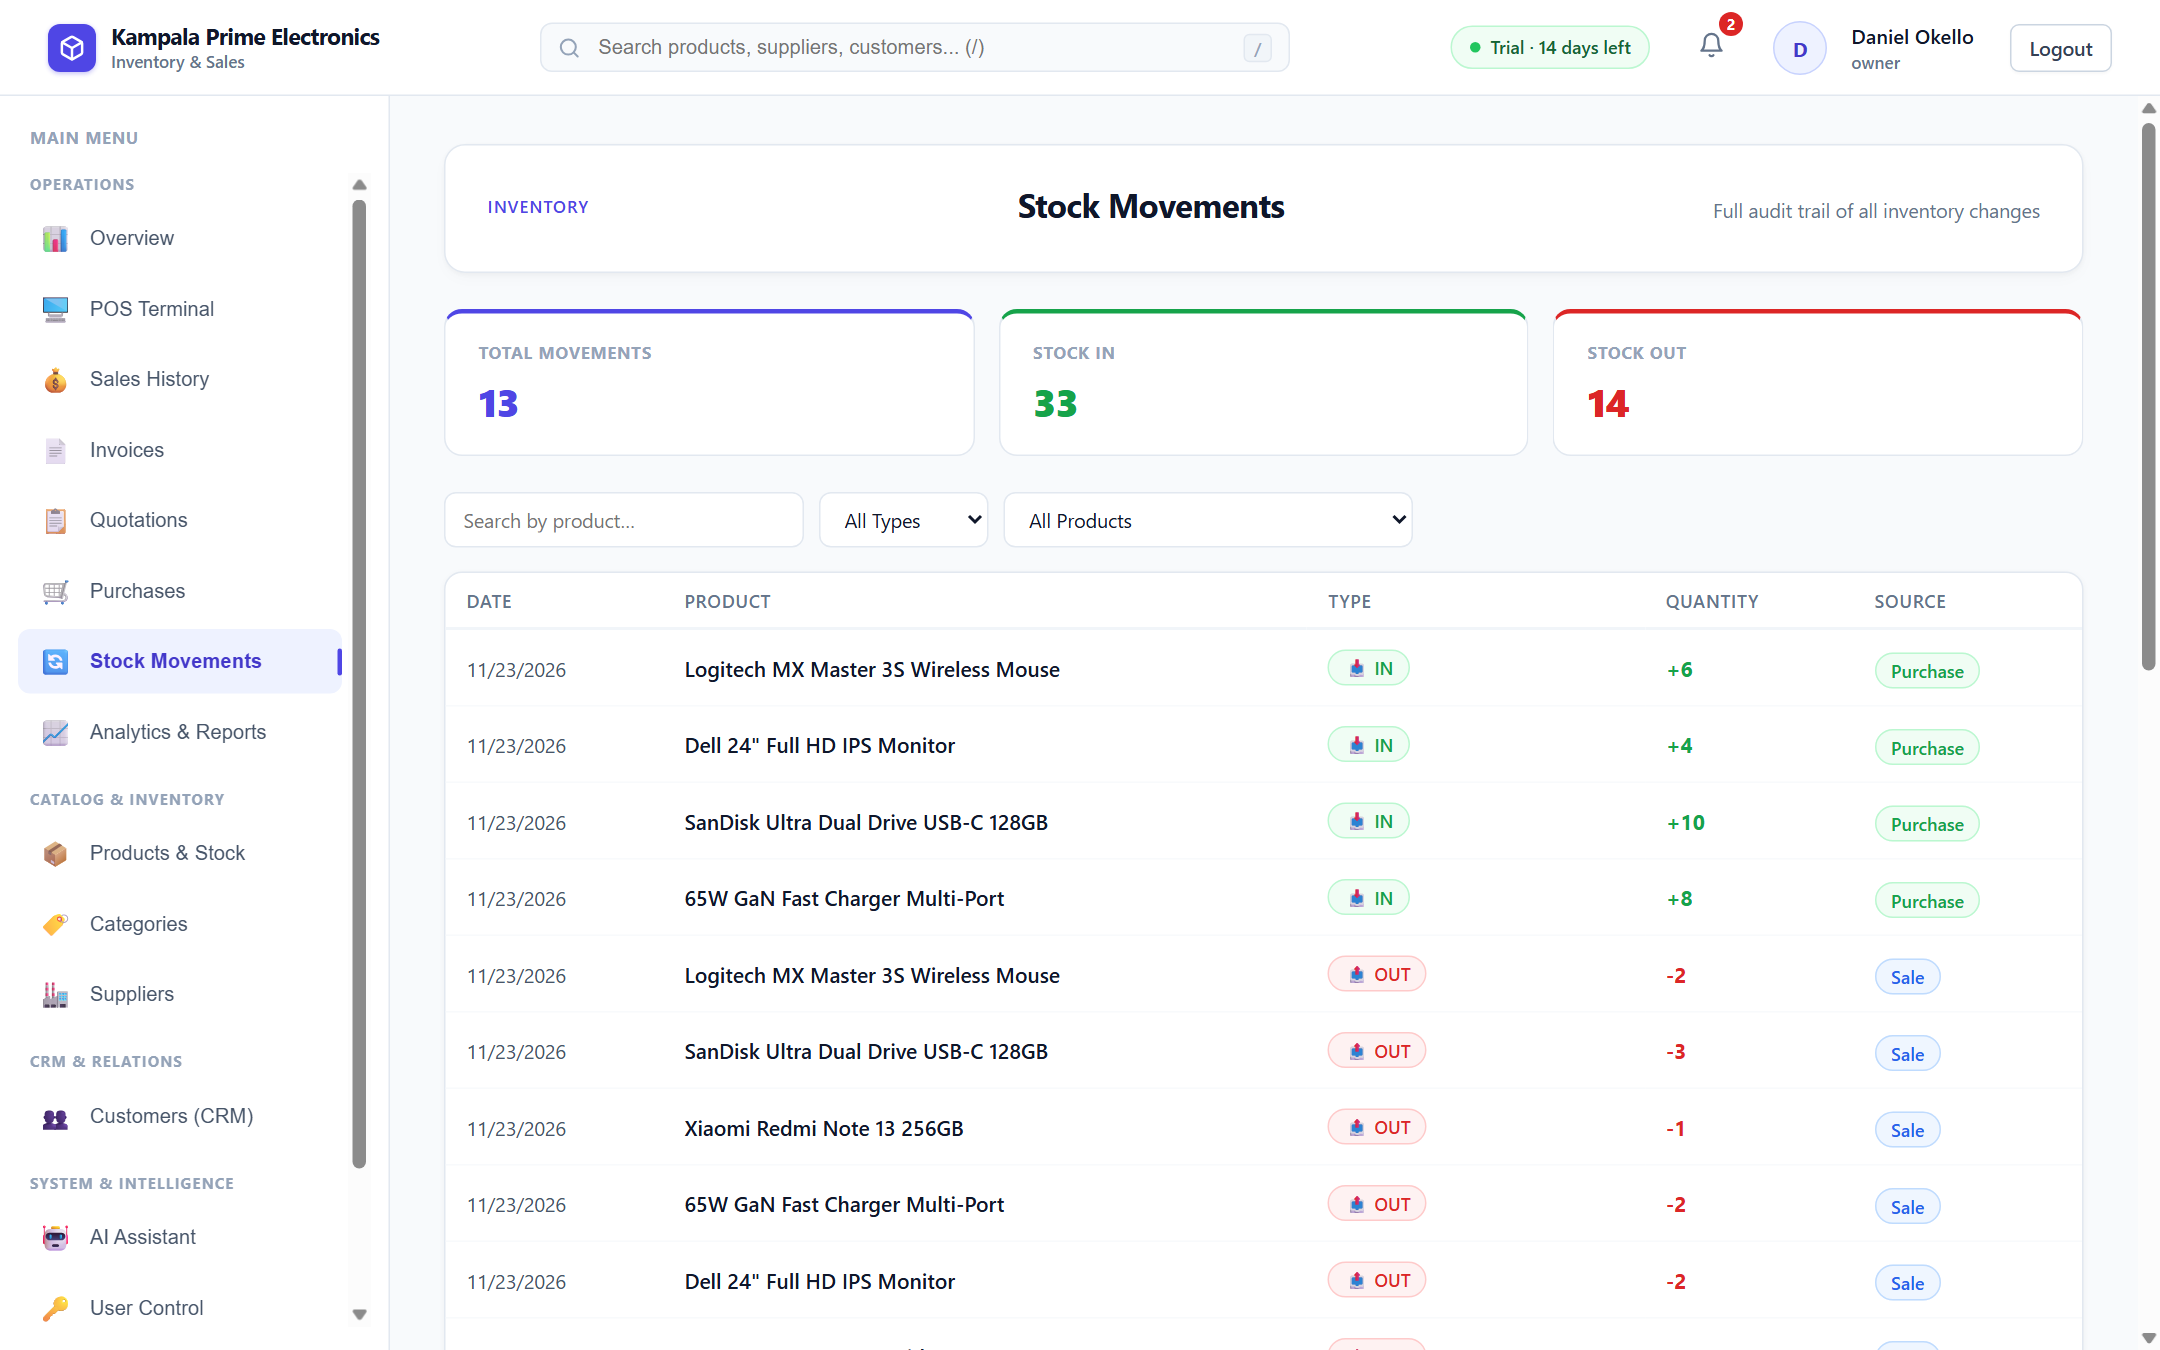 Kampala Prime Electronics
Inventory & Sales
Search products, suppliers, customers... (/)
/
Trial · 14 days left
2
D
Daniel Okello
owner
Logout
MAIN MENU
OPERATIONS
Overview
POS Terminal
Sales History
Invoices
Quotations
Purchases
Stock Movements
Analytics & Reports
CATALOG & INVENTORY
Products & Stock
Categories
Suppliers
CRM & RELATIONS
Customers (CRM)
SYSTEM & INTELLIGENCE
AI Assistant
User Control
INVENTORY
Stock Movements
Full audit trail of all inventory changes
TOTAL MOVEMENTS
13
STOCK IN
33
STOCK OUT
14
Search by product...
All Types
All Products
DATE PRODUCT TYPE QUANTITY SOURCE
11/23/2026 Logitech MX Master 3S Wireless Mouse IN +6 Purchase
11/23/2026 Dell 24" Full HD IPS Monitor IN +4 Purchase
11/23/2026 SanDisk Ultra Dual Drive USB-C 128GB IN +10 Purchase
11/23/2026 65W GaN Fast Charger Multi-Port IN +8 Purchase
11/23/2026 Logitech MX Master 3S Wireless Mouse OUT -2 Sale
11/23/2026 SanDisk Ultra Dual Drive USB-C 128GB OUT -3 Sale
11/23/2026 Xiaomi Redmi Note 13 256GB OUT -1 Sale
11/23/2026 65W GaN Fast Charger Multi-Port OUT -2 Sale
11/23/2026 Dell 24" Full HD IPS Monitor OUT -2 Sale